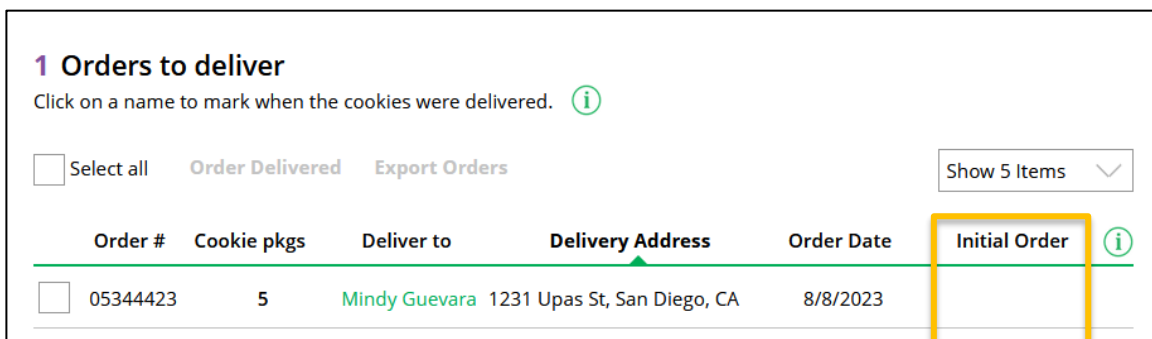 1 Orders to deliver
Click on a name to mark when the cookies were delivered. i
Select all Order Delivered Export Orders Show 5 Items
Order # Cookie pkgs Deliver to Delivery Address Order Date Initial Order i
05344423 5 Mindy Guevara 1231 Upas St, San Diego, CA 8/8/2023